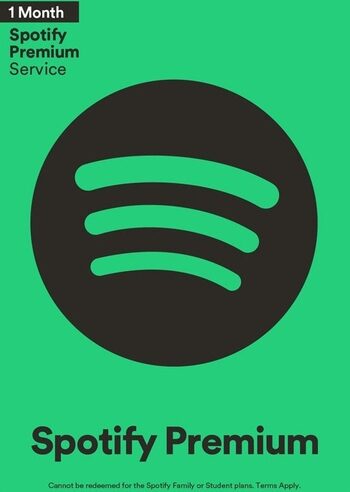 1 Month
Spotify
Premium
Service
Spotify Premium
Cannot be redeemed for the Spotify Family or Student plans. Terms Apply.